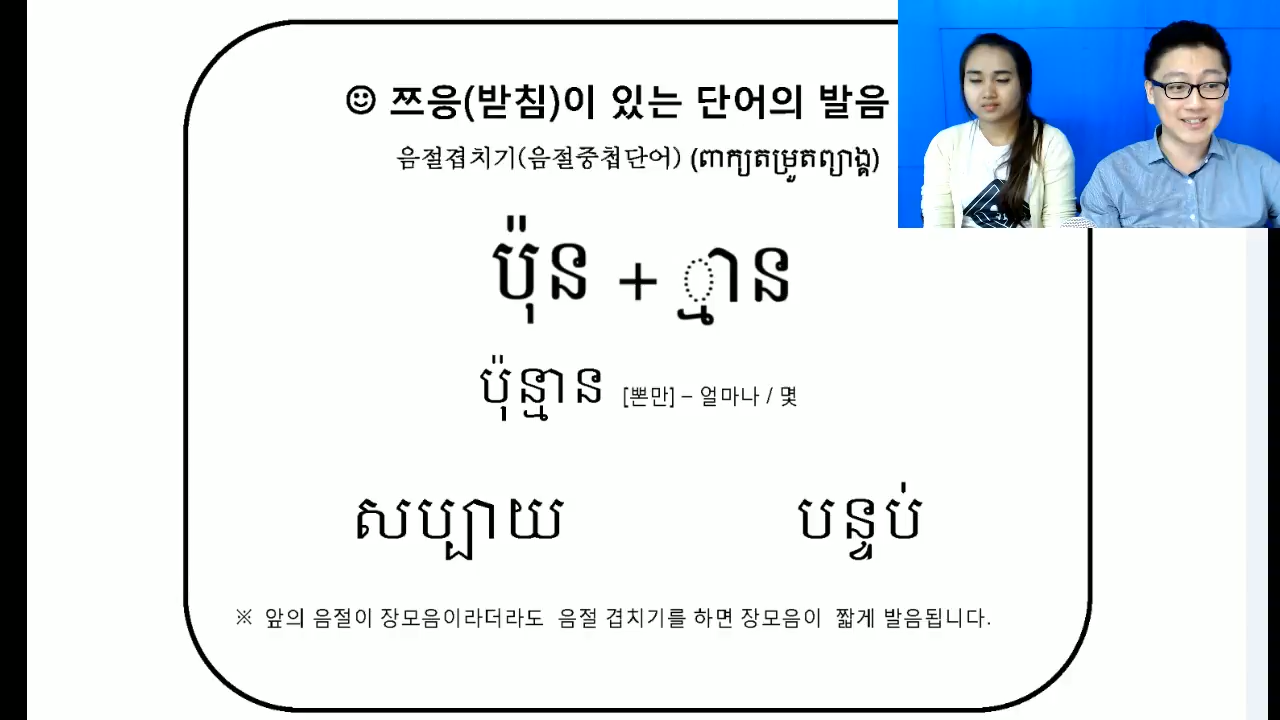 ☺ 쯔응(받침)이 있는 단어의 발음
음절겹치기(음절중첩단어) (ពាក្យតម្រួតព្យាង្គ)
ប៉ុន + ្មាន
ប៉ុន្មាន [뽄만] – 얼마나 / 몇
សប្បាយ បន្ទប់
※ 앞의 음절이 장모음이라더라도 음절 겹치기를 하면 장모음이 짧게 발음됩니다.